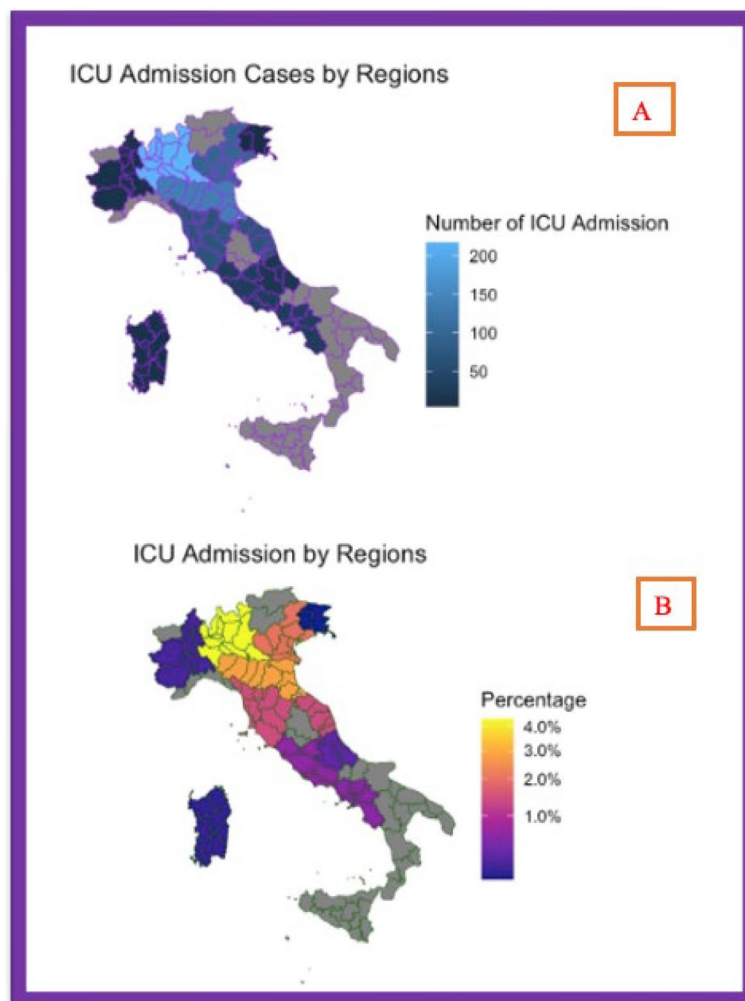 ICU Admission Cases by Regions
A
Number of ICU Admission
200
150
100
50
ICU Admission by Regions
B
Percentage
4.0%
3.0%
2.0%
1.0%